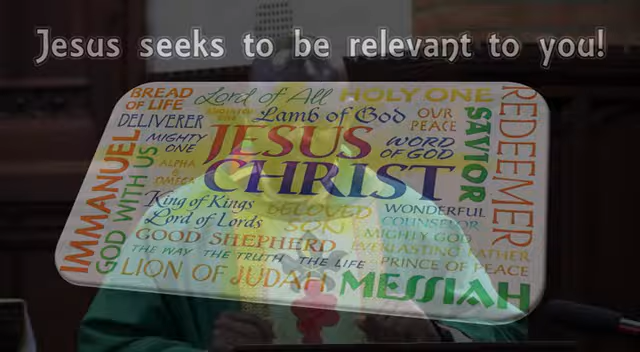 Jesus seeks to be relevant to you!
BREAD OF LIFE
Lord of All
HOLY ONE
REDEEMER
DELIVERER
Lamb of God
OUR PEACE
SAVIOR
MIGHTY ONE
JESUS CHRIST
WORD OF GOD
IMMANUEL
GOD WITH US
ALPHA & OMEGA
King of Kings
Lord of Lords
BELOVED SON
WONDERFUL COUNSELOR
MIGHTY GOD
GOOD SHEPHERD
EVERLASTING FATHER
THE WAY THE TRUTH THE LIFE
PRINCE OF PEACE
LION OF JUDAH
MESSIAH